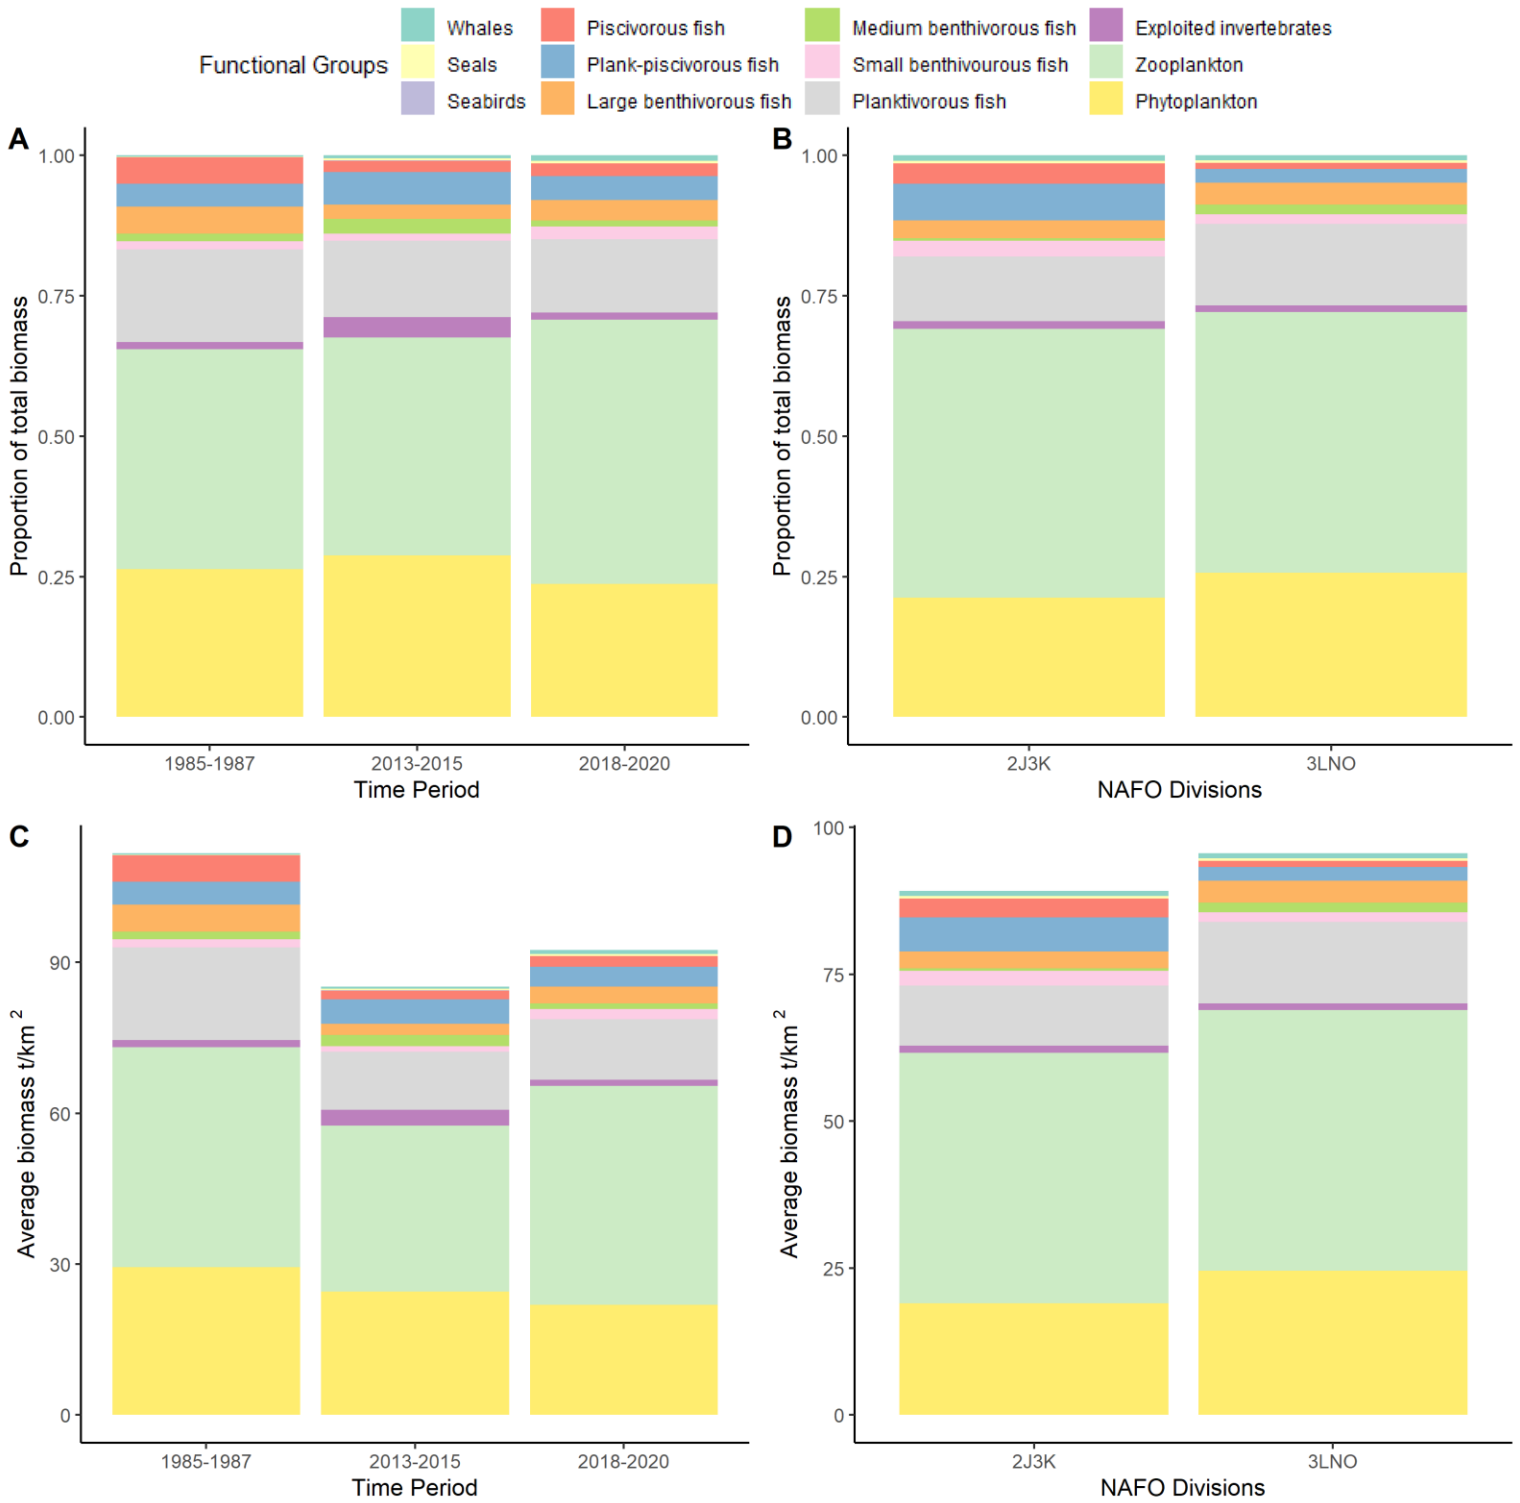 Functional Groups
Whales
Seals
Seabirds
Piscivorous fish
Plank-piscivorous fish
Large benthivorous fish
Medium benthivorous fish
Small benthivourous fish
Planktivorous fish
Exploited invertebrates
Zooplankton
Phytoplankton
A
Proportion of total biomass
1.00
0.75
0.50
0.25
0.00
1985-1987
2013-2015
2018-2020
Time Period
B
Proportion of total biomass
1.00
0.75
0.50
0.25
0.00
2J3K
3LNO
NAFO Divisions
C
Average biomass t/km 2
90
60
30
0
1985-1987
2013-2015
2018-2020
Time Period
D
Average biomass t/km 2
100
75
50
25
0
2J3K
3LNO
NAFO Divisions